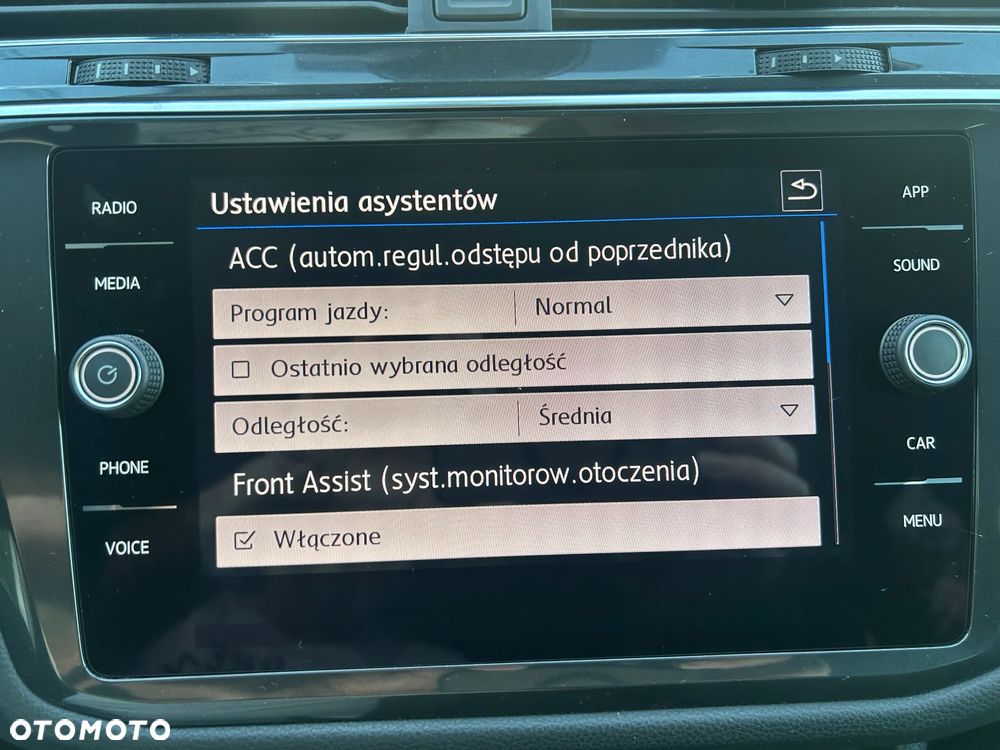 RADIO
MEDIA
PHONE
VOICE
Ustawienia asystentów
ACC (autom.regul.odstępu od poprzednika)
Program jazdy: Normal
Ostatnio wybrana odległość
Odległość: Średnia
Front Assist (syst.monitorow.otoczenia)
Włączone
APP
SOUND
CAR
MENU
OTOMOTO